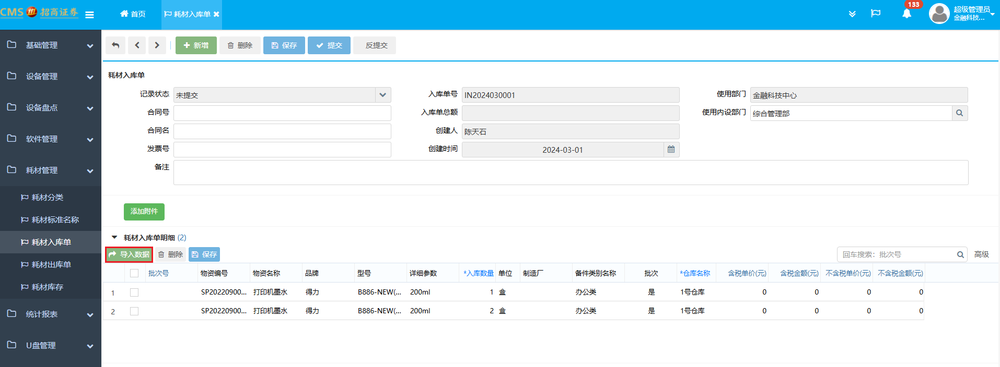 CMS 招商证券
首页
耗材入库单
133
超级管理员
金融科技...
基础管理
设备管理
设备盘点
软件管理
耗材管理
耗材分类
耗材标准名称
耗材入库单
耗材出库单
耗材库存
统计报表
U盘管理
新增 删除 保存 提交 反提交
耗材入库单
记录状态 未提交 入库单号 IN2024030001 使用部门 金融科技中心
合同号 入库单总额 使用内设部门 综合管理部
合同名 创建人 陈天石
发票号 创建时间 2024-03-01
备注
添加附件
耗材入库单明细 (2)
导入数据 删除 保存 回车搜索：批次号 高级
批次号 物资编号 物资名称 品牌 型号 详细参数 *入库数量 单位 制造厂 备件类别名称 批次 *仓库名称 含税单价(元) 含税金额(元) 不含税单价(元) 不含税金额(元)
1 SP20220900... 打印机墨水 得力 B886-NEW(... 200ml 1 盒 办公类 是 1号仓库 0 0 0 0
2 SP20220900... 打印机墨水 得力 B886-NEW(... 200ml 2 盒 办公类 是 1号仓库 0 0 0 0